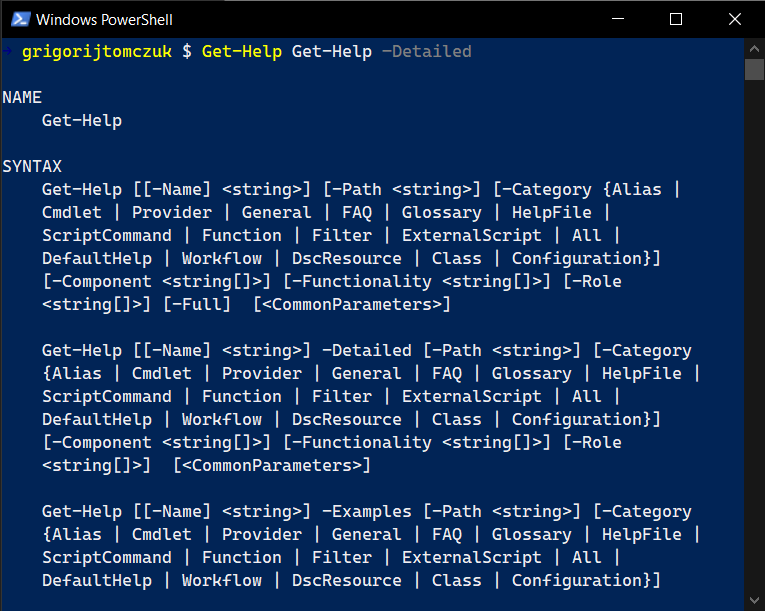 Windows PowerShell
→ grigorijtomczuk $ Get-Help Get-Help -Detailed
NAME
Get-Help
SYNTAX
Get-Help [[-Name] <string>] [-Path <string>] [-Category {Alias |
Cmdlet | Provider | General | FAQ | Glossary | HelpFile |
ScriptCommand | Function | Filter | ExternalScript | All |
DefaultHelp | Workflow | DscResource | Class | Configuration}]
[-Component <string[]>] [-Functionality <string[]>] [-Role
<string[]>] [-Full]  [<CommonParameters>]
Get-Help [[-Name] <string>] -Detailed [-Path <string>] [-Category
{Alias | Cmdlet | Provider | General | FAQ | Glossary | HelpFile |
ScriptCommand | Function | Filter | ExternalScript | All |
DefaultHelp | Workflow | DscResource | Class | Configuration}]
[-Component <string[]>] [-Functionality <string[]>] [-Role
<string[]>]  [<CommonParameters>]
Get-Help [[-Name] <string>] -Examples [-Path <string>] [-Category
{Alias | Cmdlet | Provider | General | FAQ | Glossary | HelpFile |
ScriptCommand | Function | Filter | ExternalScript | All |
DefaultHelp | Workflow | DscResource | Class | Configuration}]